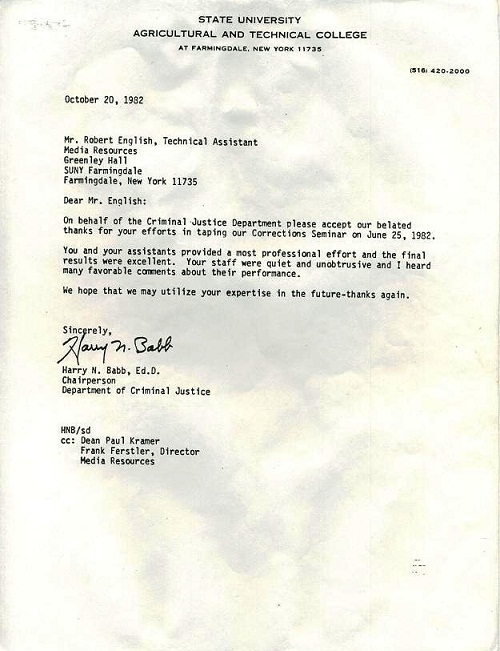 STATE UNIVERSITY
AGRICULTURAL AND TECHNICAL COLLEGE
AT FARMINGDALE, NEW YORK 11735
(516) 420-2000
October 20, 1982
Mr. Robert English, Technical Assistant
Media Resources
Greenley Hall
SUNY Farmingdale
Farmingdale, New York 11735
Dear Mr. English:
On behalf of the Criminal Justice Department please accept our belated
thanks for your efforts in taping our Corrections Seminar on June 25, 1982.
You and your assistants provided a most professional effort and the final
results were excellent.  Your staff were quiet and unobtrusive and I heard
many favorable comments about their performance.
We hope that we may utilize your expertise in the future-thanks again.
Sincerely,
Harry N. Babb
Harry N. Babb, Ed.D.
Chairperson
Department of Criminal Justice
HNB/sd
cc: Dean Paul Kramer
Frank Ferstler, Director
Media Resources